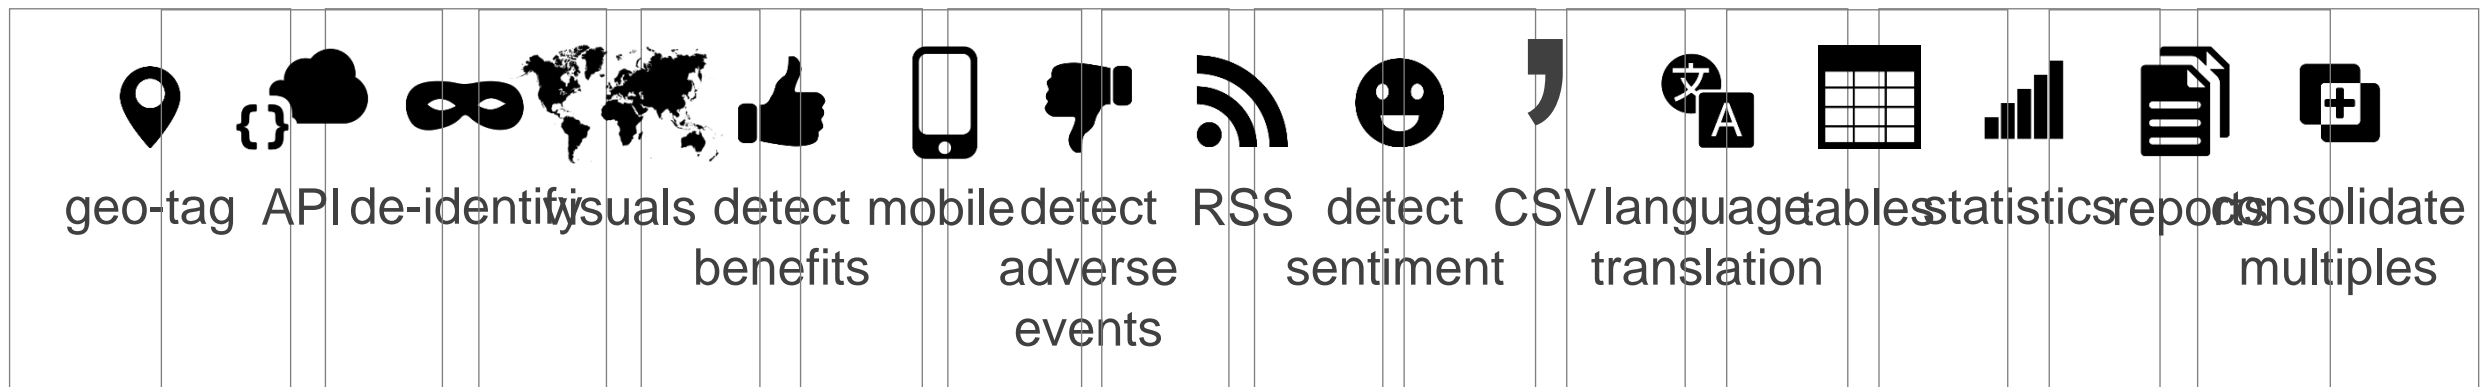 geo-tag API de-identify visuals detect mobile detect RSS detect CSV language tables statistics reports consolidate
benefits adverse sentiment translation multiples
events
{ }
文
A